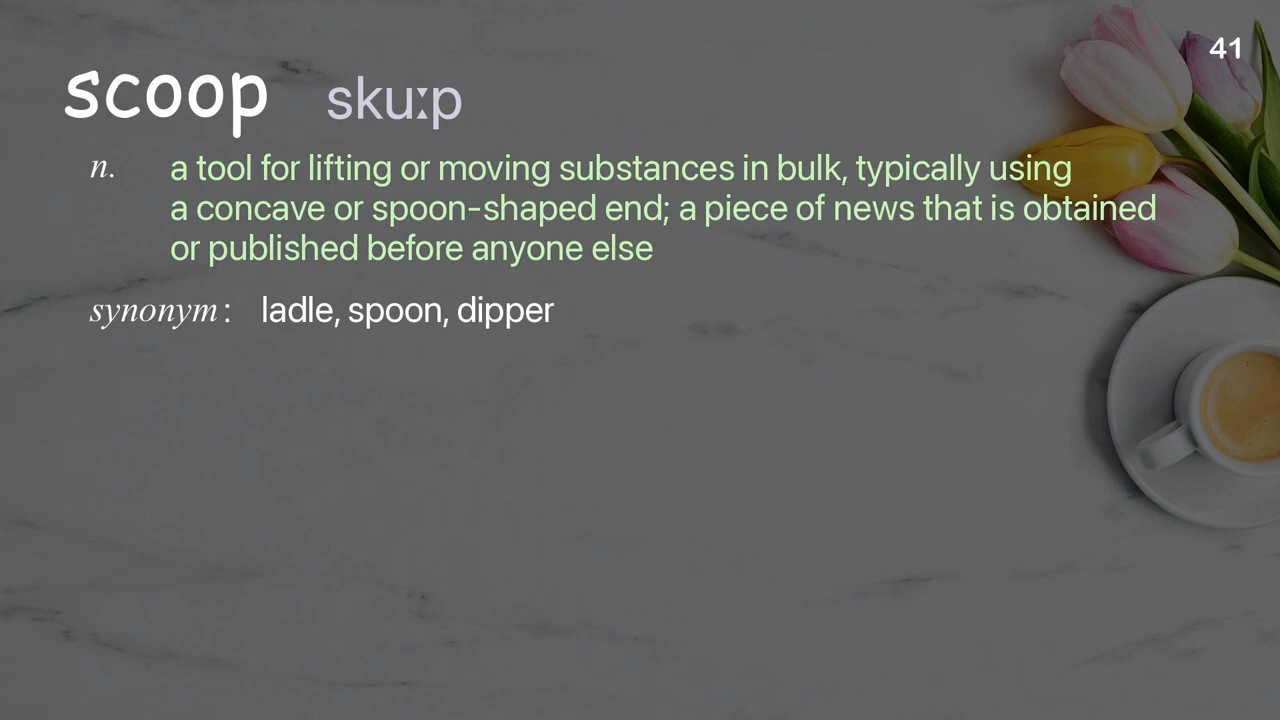 41
scoop skuːp
n. a tool for lifting or moving substances in bulk, typically using
a concave or spoon-shaped end; a piece of news that is obtained
or published before anyone else
synonym: ladle, spoon, dipper